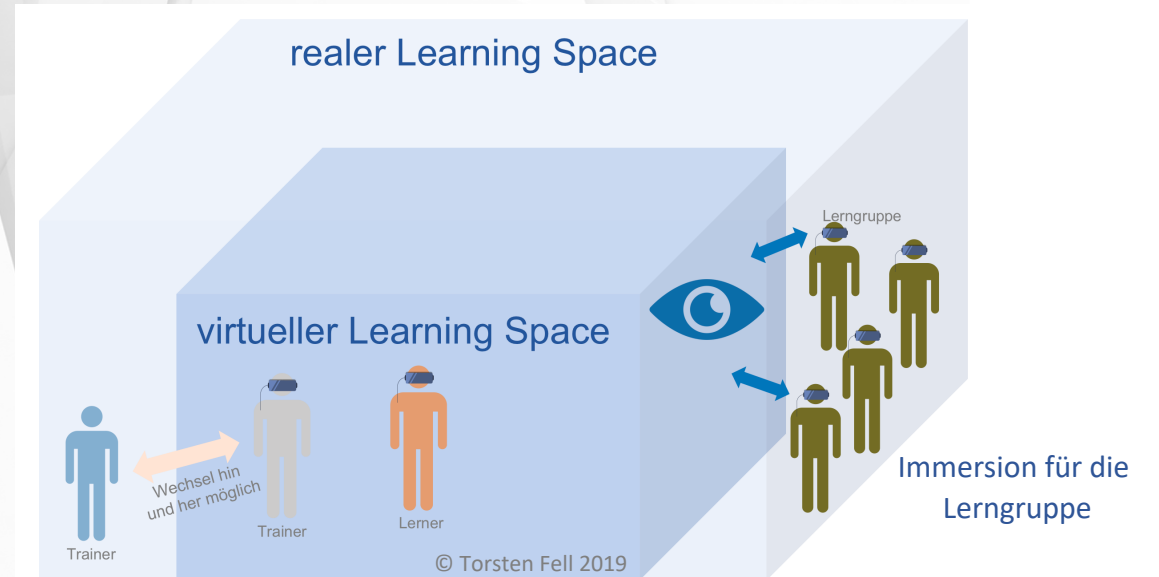 realer Learning Space
Lerngruppe
virtueller Learning Space
Wechsel hin
und her möglich
Trainer
Trainer
Lerner
Immersion für die
Lerngruppe
© Torsten Fell 2019